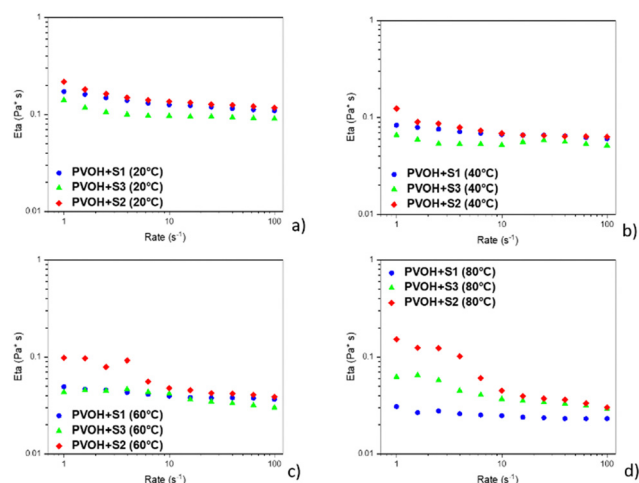 1
Eta (Pa* s)
0.1
PVOH+S1 (20°C)
PVOH+S3 (20°C)
PVOH+S2 (20°C)
0.01
1
10
100
Rate (s⁻¹)
a)
1
Eta (Pa* s)
0.1
PVOH+S1 (40°C)
PVOH+S3 (40°C)
PVOH+S2 (40°C)
0.01
1
10
100
Rate (s⁻¹)
b)
1
Eta (Pa* s)
0.1
PVOH+S1 (60°C)
PVOH+S3 (60°C)
PVOH+S2 (60°C)
0.01
1
10
100
Rate (s⁻¹)
c)
1
PVOH+S1 (80°C)
PVOH+S3 (80°C)
PVOH+S2 (80°C)
Eta (Pa* s)
0.1
0.01
1
10
100
Rate (s⁻¹)
d)